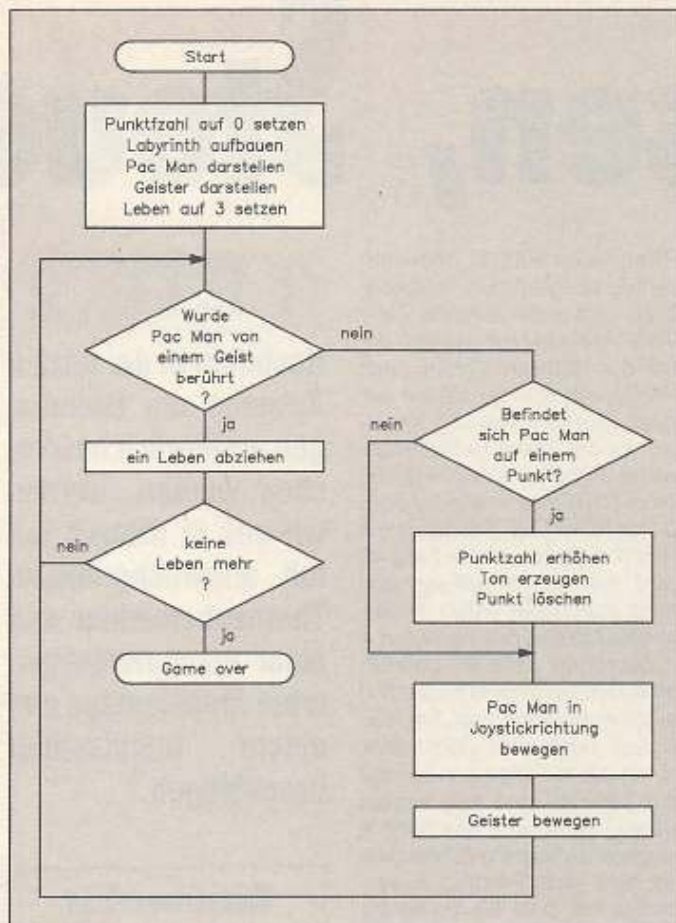 Start
Punktfzahl auf 0 setzen
Labyrinth aufbauen
Pac Man darstellen
Geister darstellen
Leben auf 3 setzen
Wurde
Pac Man von
einem Geist
berührt
?
nein
ja
ein Leben abziehen
keine
Leben mehr
?
nein
ja
Game over
Befindet
sich Pac Man
auf einem
Punkt?
nein
ja
Punktzahl erhöhen
Ton erzeugen
Punkt löschen
Pac Man in
Joystickrichtung
bewegen
Geister bewegen